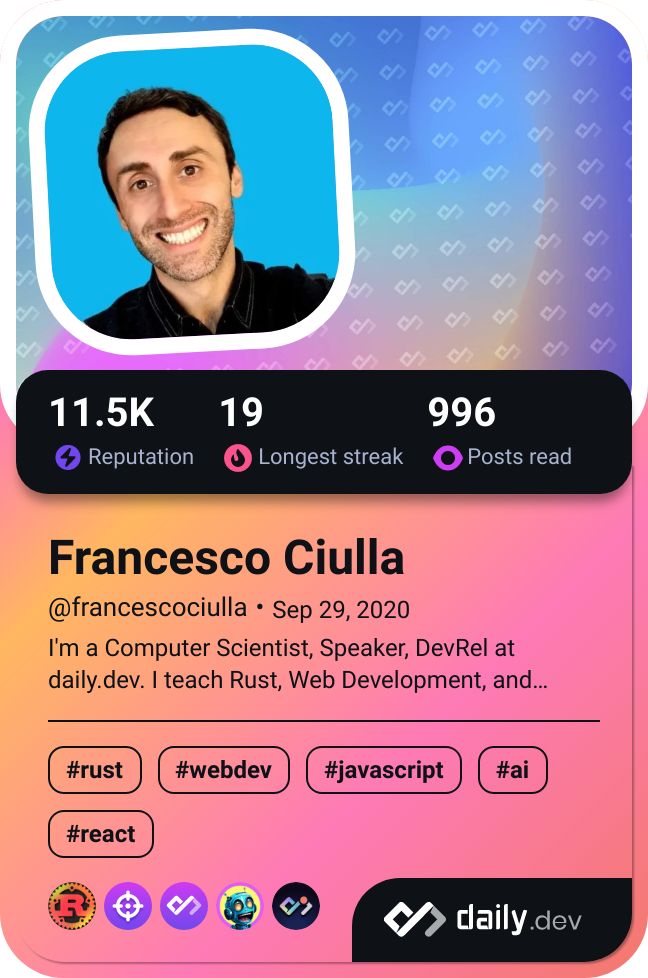 11.5K 19 996
Reputation Longest streak Posts read
Francesco Ciulla
@francescociulla • Sep 29, 2020
I'm a Computer Scientist, Speaker, DevRel at
daily.dev. I teach Rust, Web Development, and...
#rust #webdev #javascript #ai
#react
R
daily.dev